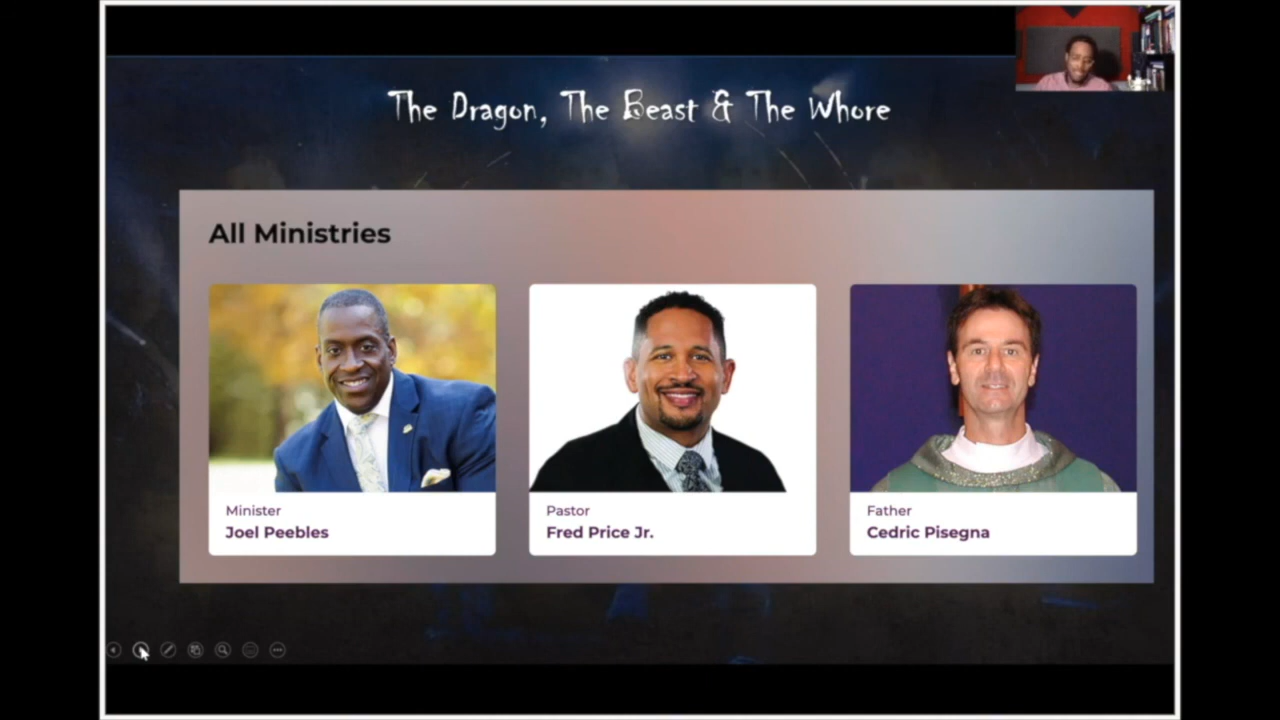 The Dragon, The Beast & The Whore
All Ministries
Minister
Joel Peebles
Pastor
Fred Price Jr.
Father
Cedric Pisegna